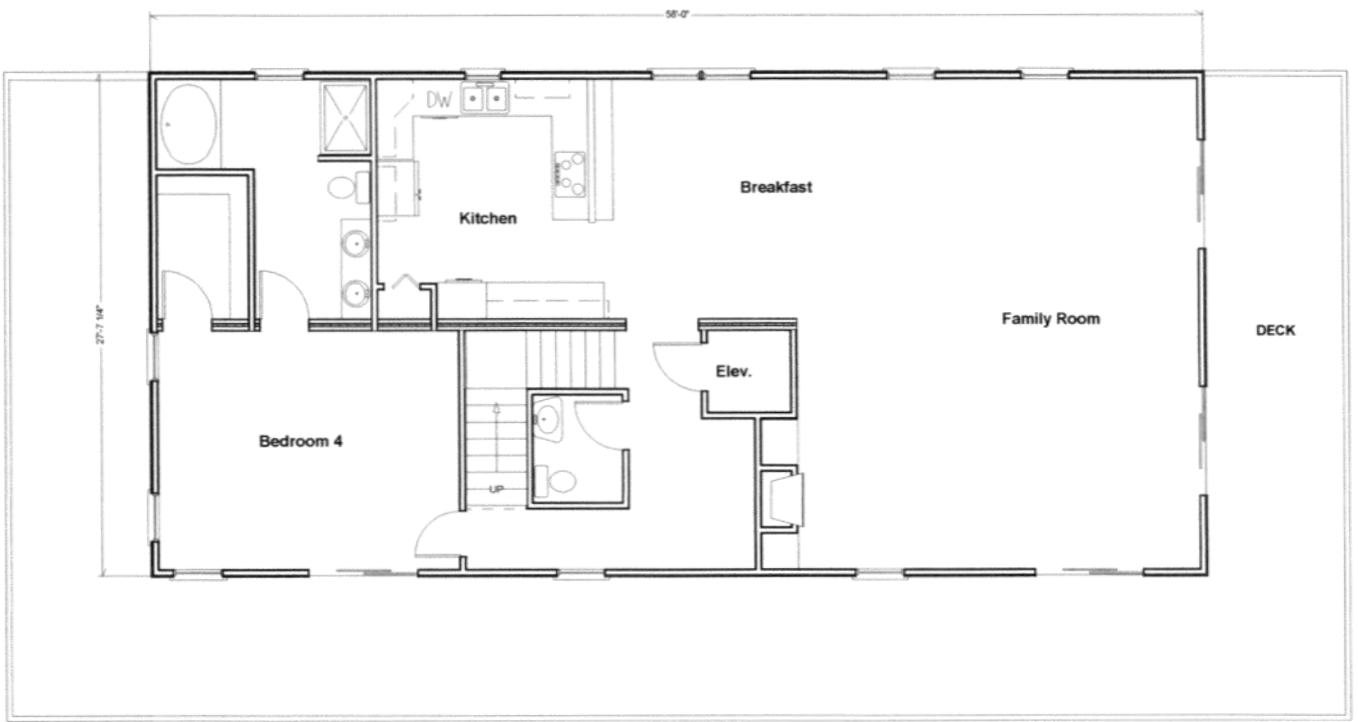 58'-0"
DW
Breakfast
Kitchen
27'-7 1/4"
Family Room
DECK
Elev.
Bedroom 4
UP